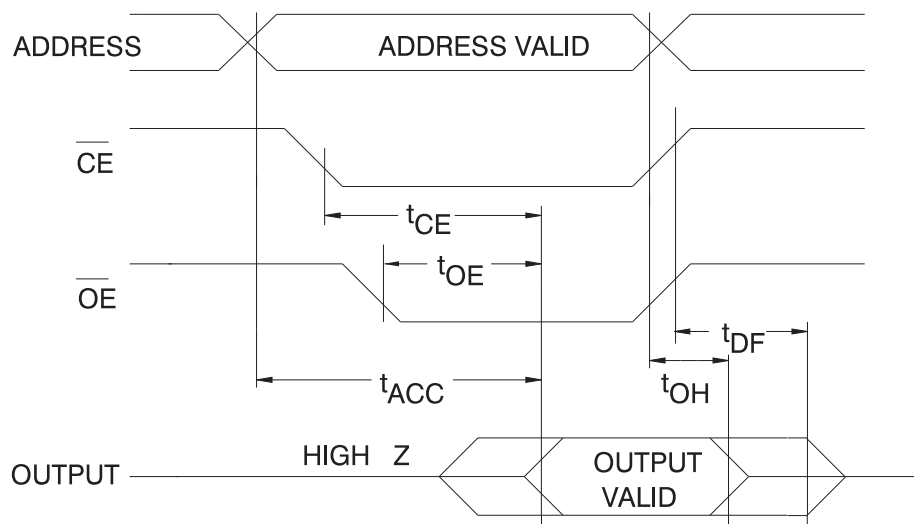 ADDRESS
ADDRESS VALID
CE
tCE
OE
tOE
tDF
tACC
tOH
HIGH Z
OUTPUT
OUTPUT
VALID